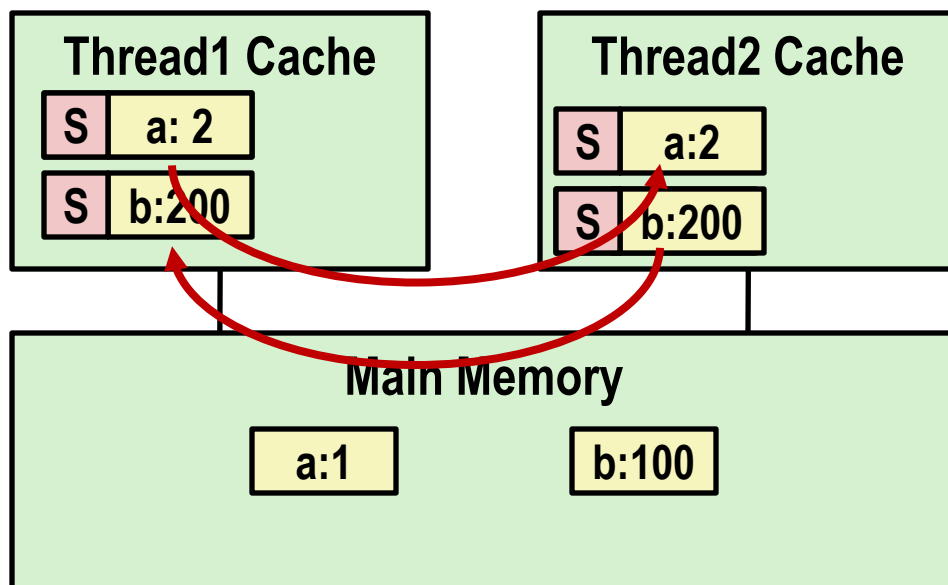 Thread1 Cache
S a: 2
S b:200
Thread2 Cache
S a:2
S b:200
Main Memory
a:1
b:100